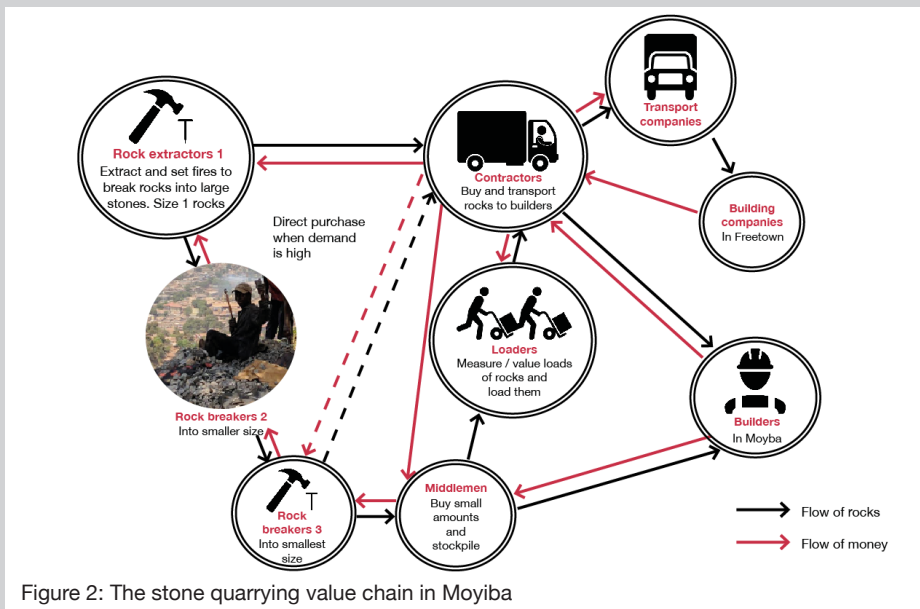 Transport
companies
Rock extractors 1
Extract and set fires to
break rocks into large
stones. Size 1 rocks
Contractors
Buy and transport
rocks to builders
Building
companies
In Freetown
Direct purchase
when demand
is high
Loaders
Measure / value loads
of rocks and
load them
Rock breakers 2
Into smaller size
Builders
In Moyba
Middlemen
Buy small
amounts
and
stockpile
Rock
breakers 3
Into smallest
size
Flow of rocks
Flow of money
Figure 2: The stone quarrying value chain in Moyiba